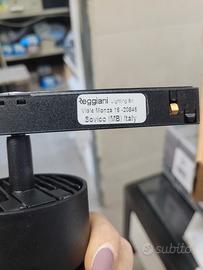 Reggiani Lighting Srl
Viale Monza 16 -20845
Sovico (MB) Italy
subito